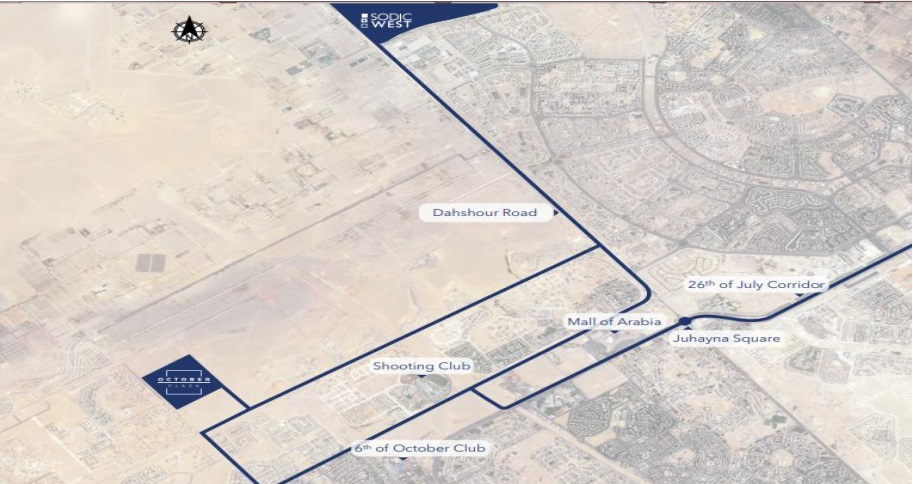 SODIC
WEST
N
Dahshour Road
26th of July Corridor
Mall of Arabia
Juhayna Square
Shooting Club
OCTOBER
PLAZA
6th of October Club